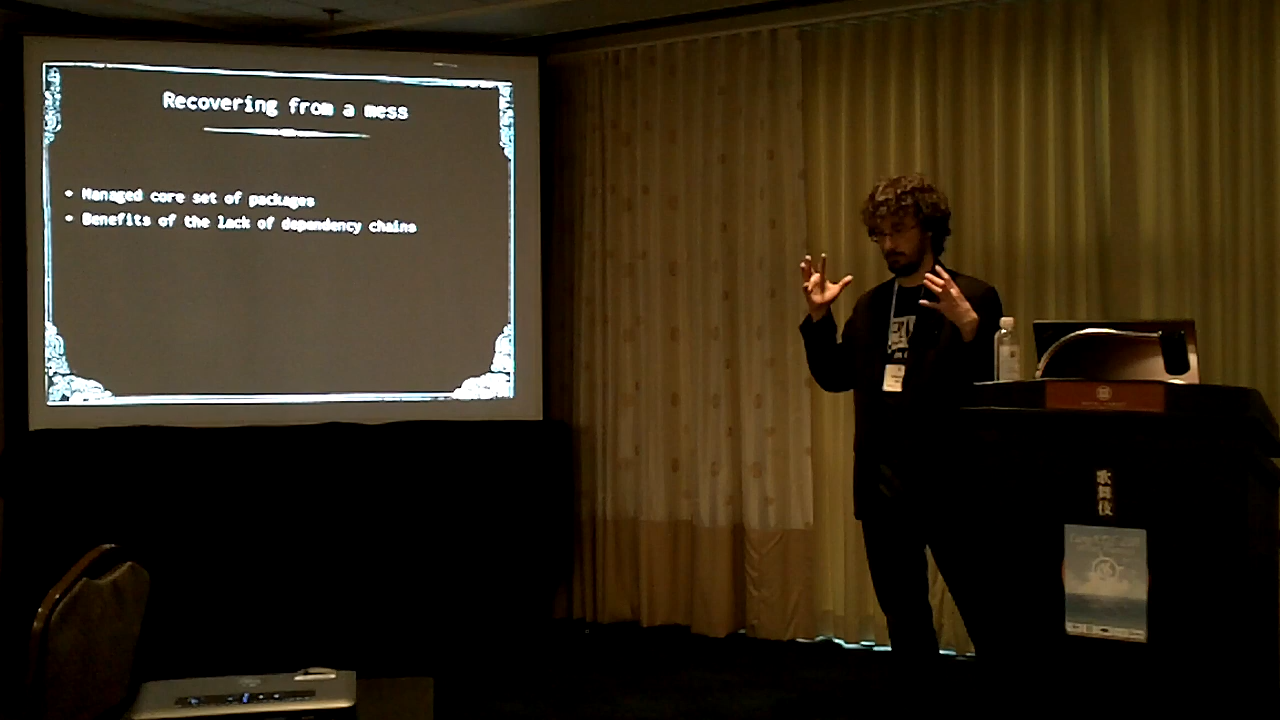 Recovering from a mess
• Managed core set of packages
• Benefits of the lack of dependency chains
歌舞伎